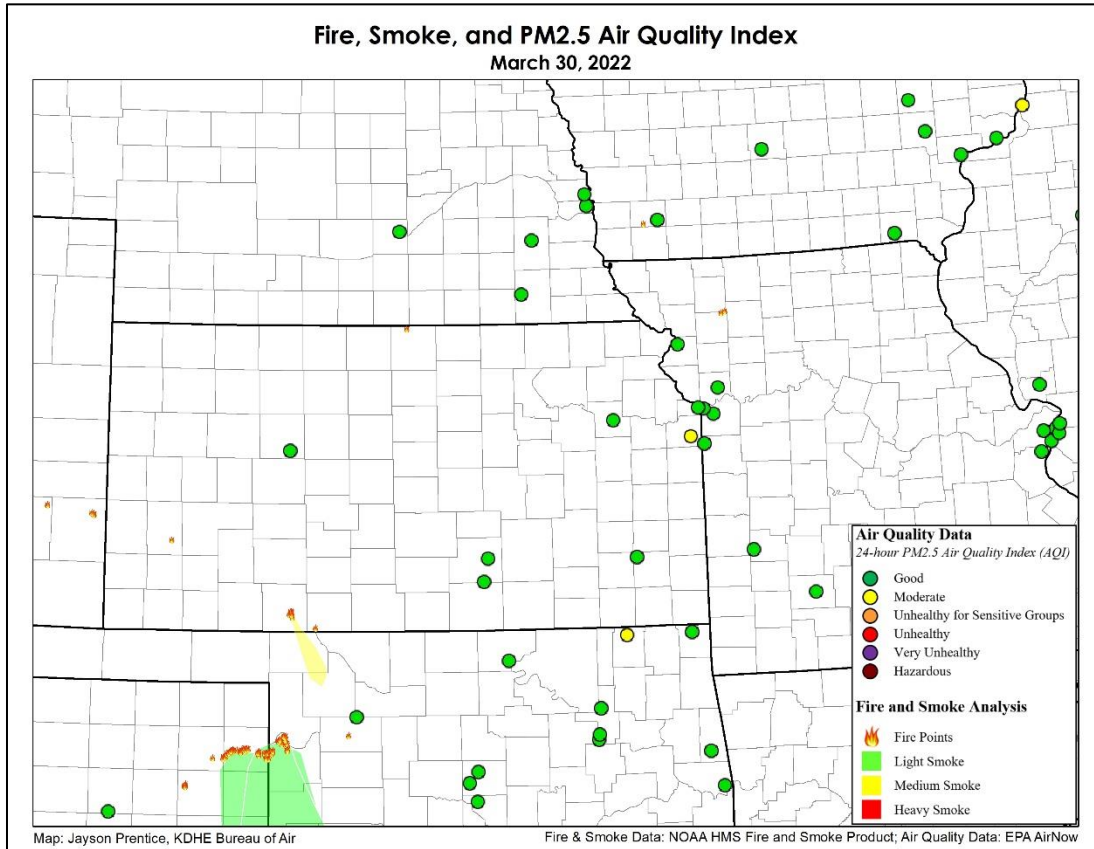 Fire, Smoke, and PM2.5 Air Quality Index
March 30, 2022
Air Quality Data
24-hour PM2.5 Air Quality Index (AQI)
Good
Moderate
Unhealthy for Sensitive Groups
Unhealthy
Very Unhealthy
Hazardous
Fire and Smoke Analysis
Fire Points
Light Smoke
Medium Smoke
Heavy Smoke
Map: Jayson Prentice, KDHE Bureau of Air
Fire & Smoke Data: NOAA HMS Fire and Smoke Product; Air Quality Data: EPA AirNow